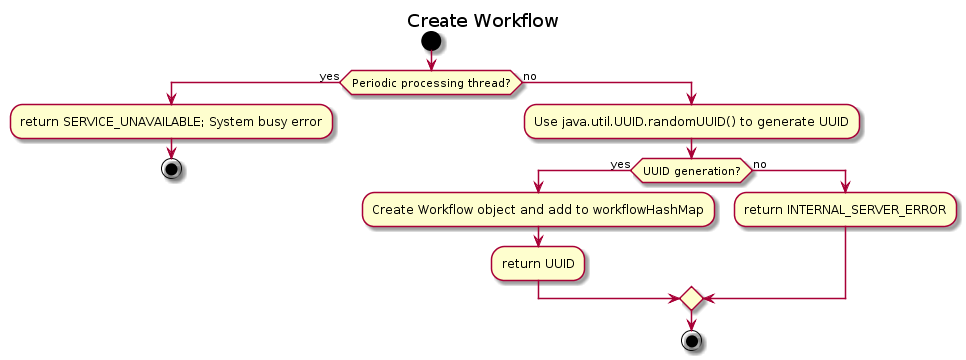 Create Workflow
yes
Periodic processing thread?
no
return SERVICE_UNAVAILABLE; System busy error
Use java.util.UUID.randomUUID() to generate UUID
yes
UUID generation?
no
Create Workflow object and add to workflowHashMap
return INTERNAL_SERVER_ERROR
return UUID